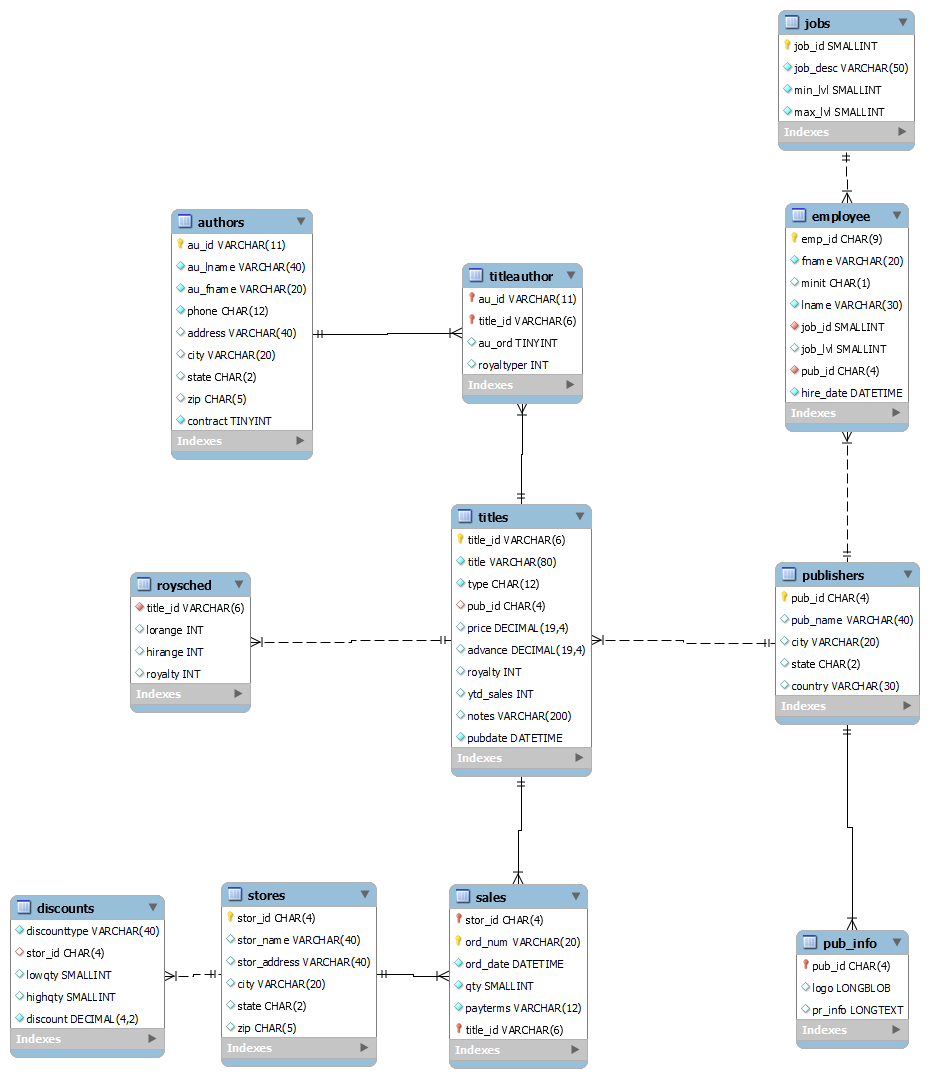 jobs
job_id SMALLINT
job_desc VARCHAR(50)
min_lvl SMALLINT
max_lvl SMALLINT
Indexes
authors
au_id VARCHAR(11)
au_lname VARCHAR(40)
au_fname VARCHAR(20)
phone CHAR(12)
address VARCHAR(40)
city VARCHAR(20)
state CHAR(2)
zip CHAR(5)
contract TINYINT
Indexes
titleauthor
au_id VARCHAR(11)
title_id VARCHAR(6)
au_ord TINYINT
royaltyper INT
Indexes
employee
emp_id CHAR(9)
fname VARCHAR(20)
minit CHAR(1)
lname VARCHAR(30)
job_id SMALLINT
job_lvl SMALLINT
pub_id CHAR(4)
hire_date DATETIME
Indexes
roysched
title_id VARCHAR(6)
lorange INT
hirange INT
royalty INT
Indexes
titles
title_id VARCHAR(6)
title VARCHAR(80)
type CHAR(12)
pub_id CHAR(4)
price DECIMAL(19,4)
advance DECIMAL(19,4)
royalty INT
ytd_sales INT
notes VARCHAR(200)
pubdate DATETIME
Indexes
publishers
pub_id CHAR(4)
pub_name VARCHAR(40)
city VARCHAR(20)
state CHAR(2)
country VARCHAR(30)
Indexes
discounts
discounttype VARCHAR(40)
stor_id CHAR(4)
lowqty SMALLINT
highqty SMALLINT
discount DECIMAL(4,2)
Indexes
stores
stor_id CHAR(4)
stor_name VARCHAR(40)
stor_address VARCHAR(40)
city VARCHAR(20)
state CHAR(2)
zip CHAR(5)
Indexes
sales
stor_id CHAR(4)
ord_num VARCHAR(20)
ord_date DATETIME
qty SMALLINT
payterms VARCHAR(12)
title_id VARCHAR(6)
Indexes
pub_info
pub_id CHAR(4)
logo LONGBLOB
pr_info LONGTEXT
Indexes